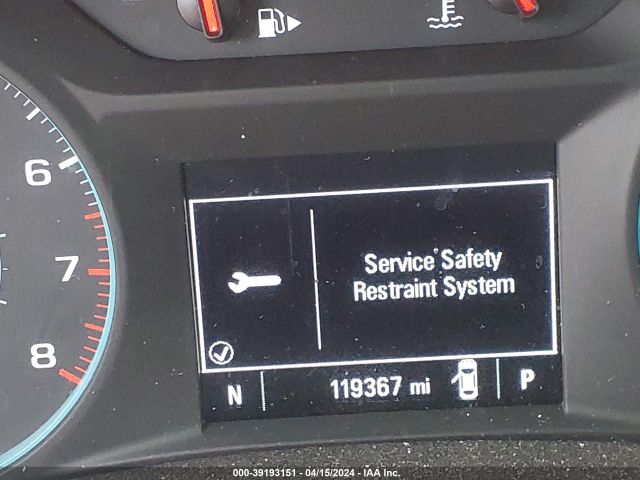 6
7
8
Service Safety
Restraint System
N 119367 mi P
000-39193151 - 04/15/2024 - IAA Inc.